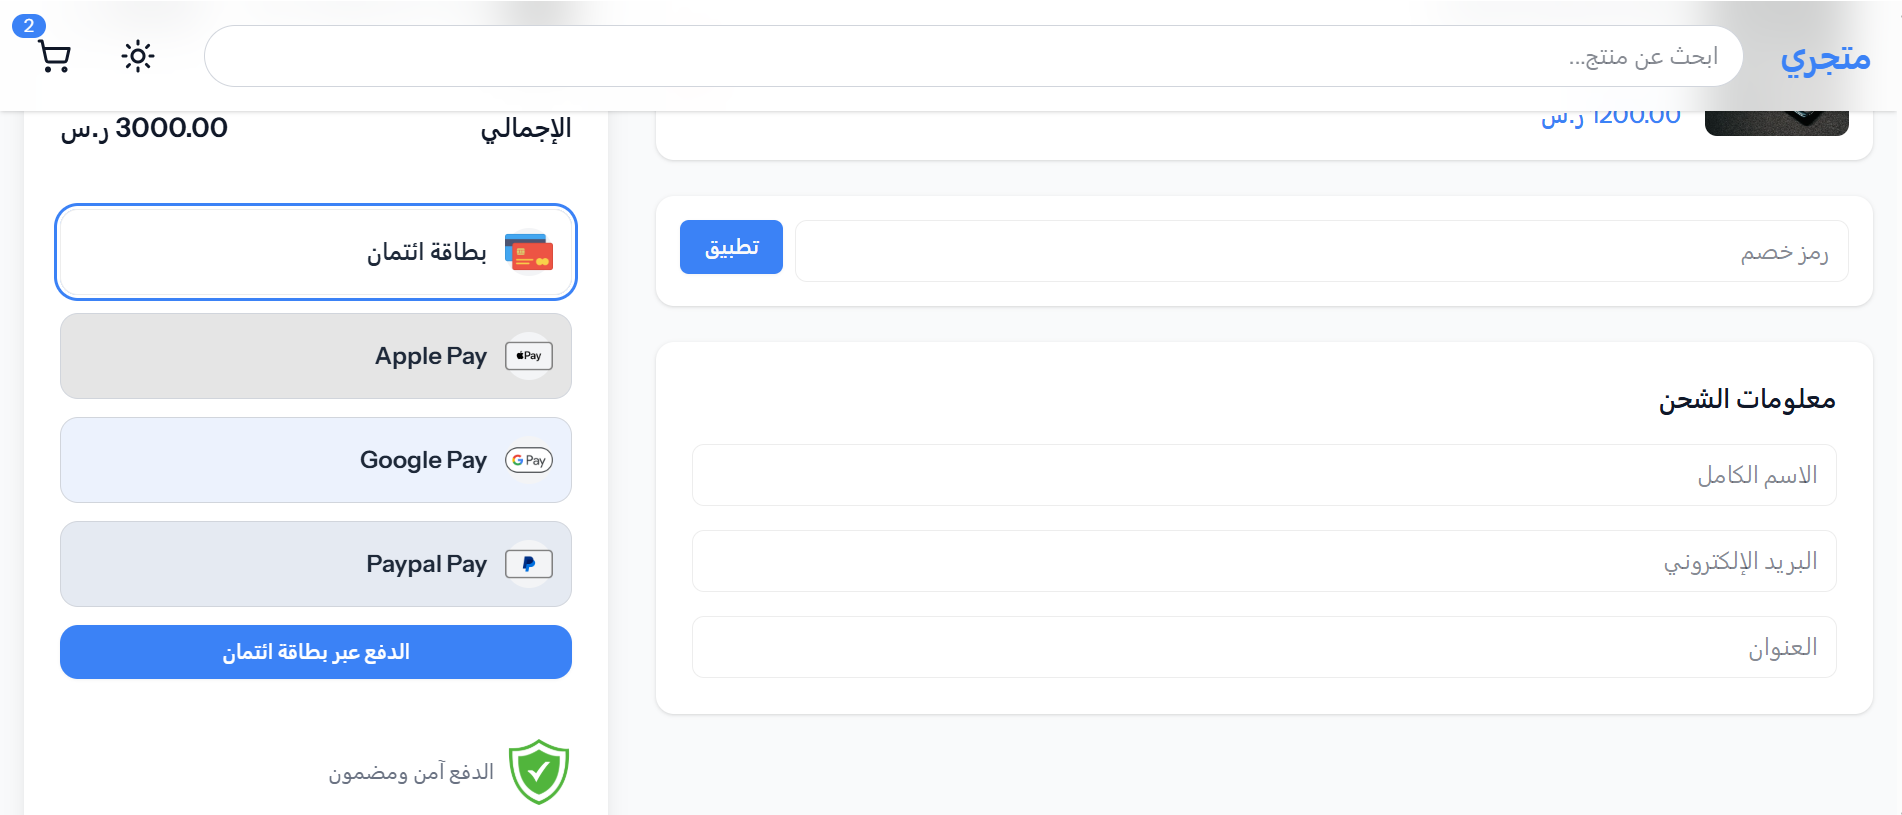 متجري
ابحث عن منتج...
2
1200.00 ر.س
رمز خصم
تطبيق
معلومات الشحن
الاسم الكامل
البريد الإلكتروني
العنوان
الإجمالي
3000.00 ر.س
بطاقة ائتمان
Pay
Apple Pay
G Pay
Google Pay
Paypal Pay
الدفع عبر بطاقة ائتمان
الدفع آمن ومضمون